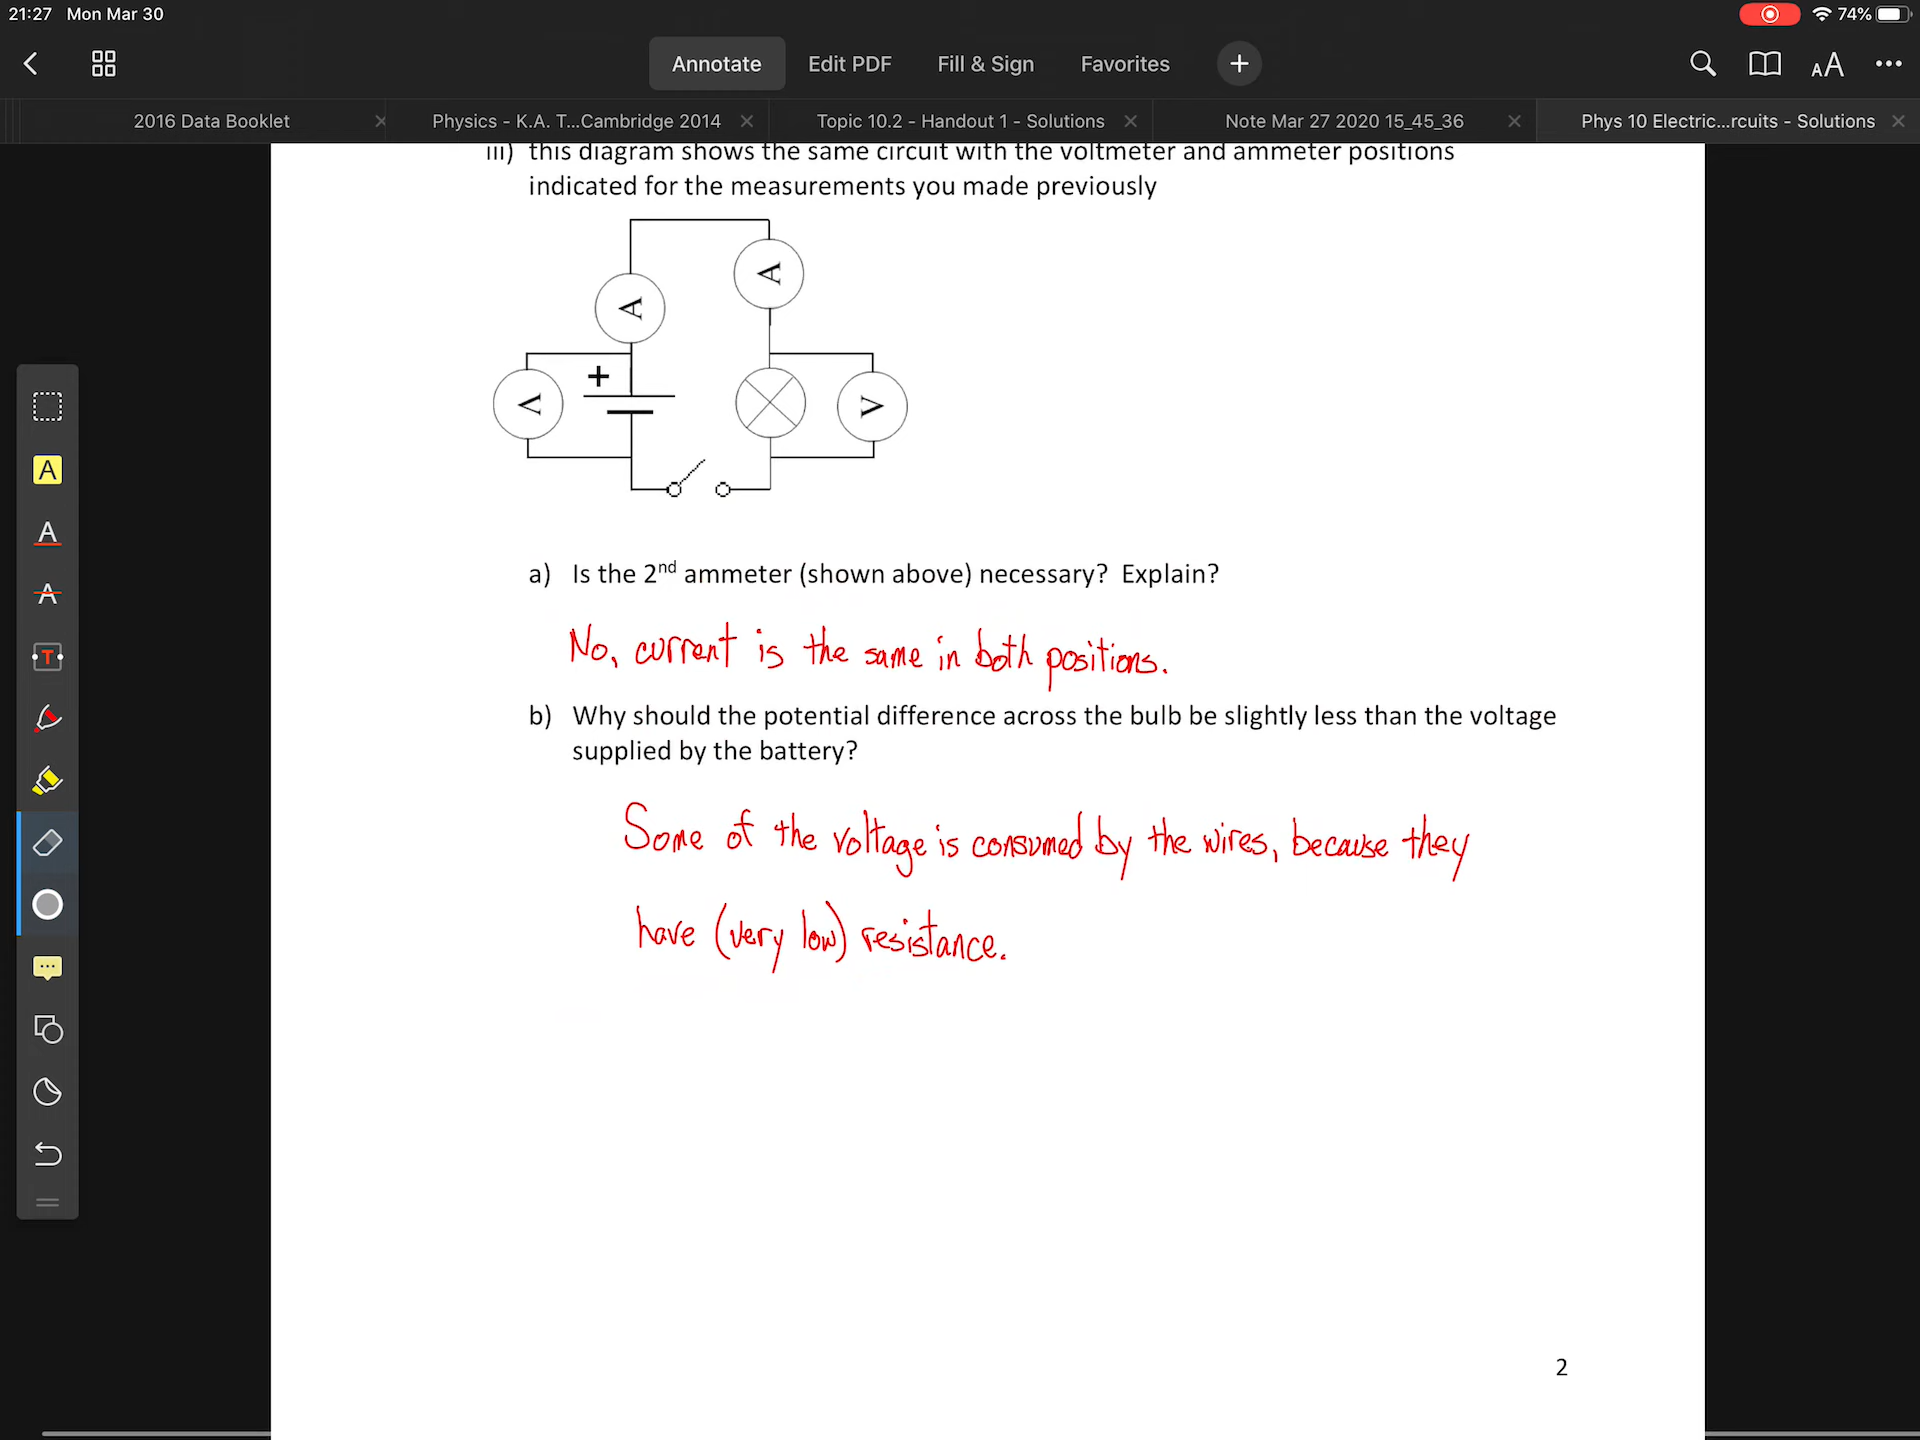 21:27 Mon Mar 30
74%
Annotate Edit PDF Fill & Sign Favorites +
AA
2016 Data Booklet × Physics - K.A. T...Cambridge 2014 × Topic 10.2 - Handout 1 - Solutions × Note Mar 27 2020 15_45_36 × Phys 10 Electric...rcuits - Solutions ×
iii) this diagram shows the same circuit with the voltmeter and ammeter positions
indicated for the measurements you made previously
A
A
+
V
V
A
A
A
T
a) Is the 2nd ammeter (shown above) necessary? Explain?
No, current is the same in both positions.
b) Why should the potential difference across the bulb be slightly less than the voltage
supplied by the battery?
Some of the voltage is consumed by the wires, because they
have (very low) resistance.
2